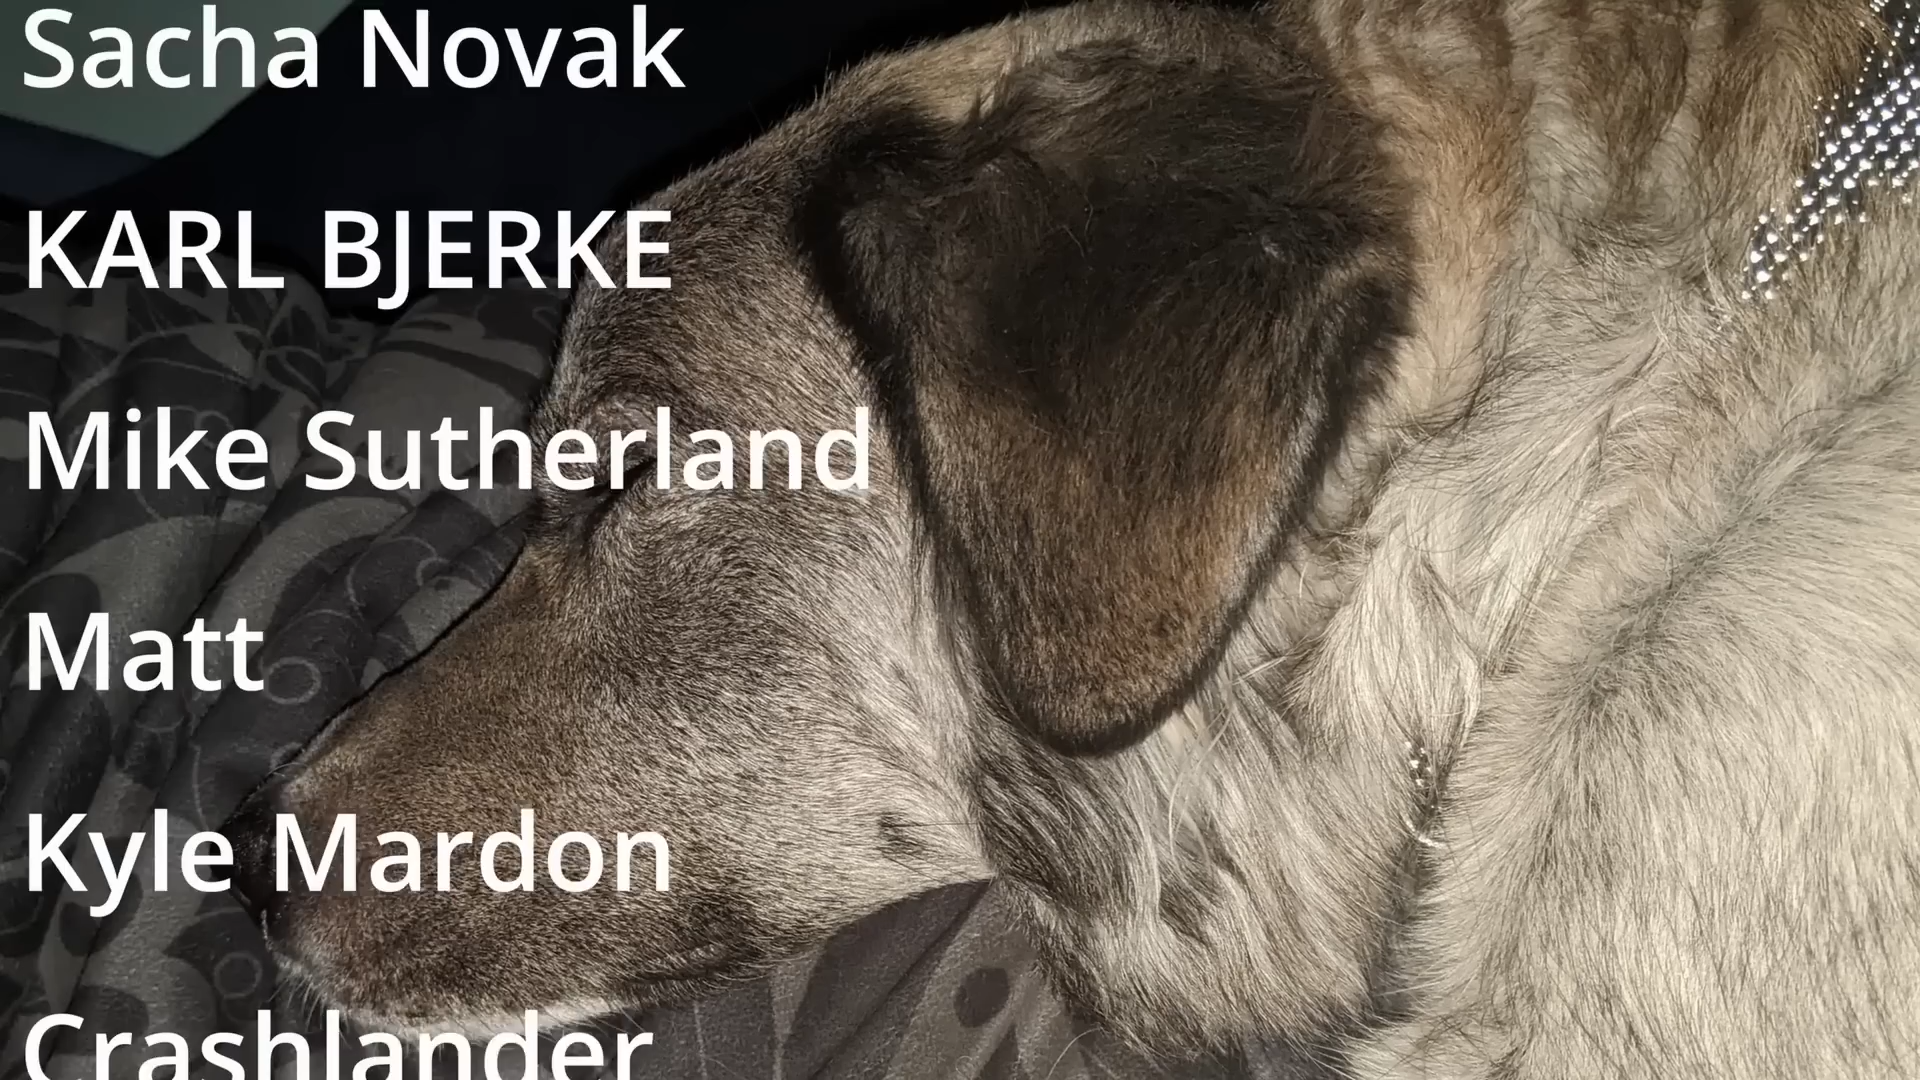 Sacha Novak
KARL BJERKE
Mike Sutherland
Matt
Kyle Mardon
Crashlander